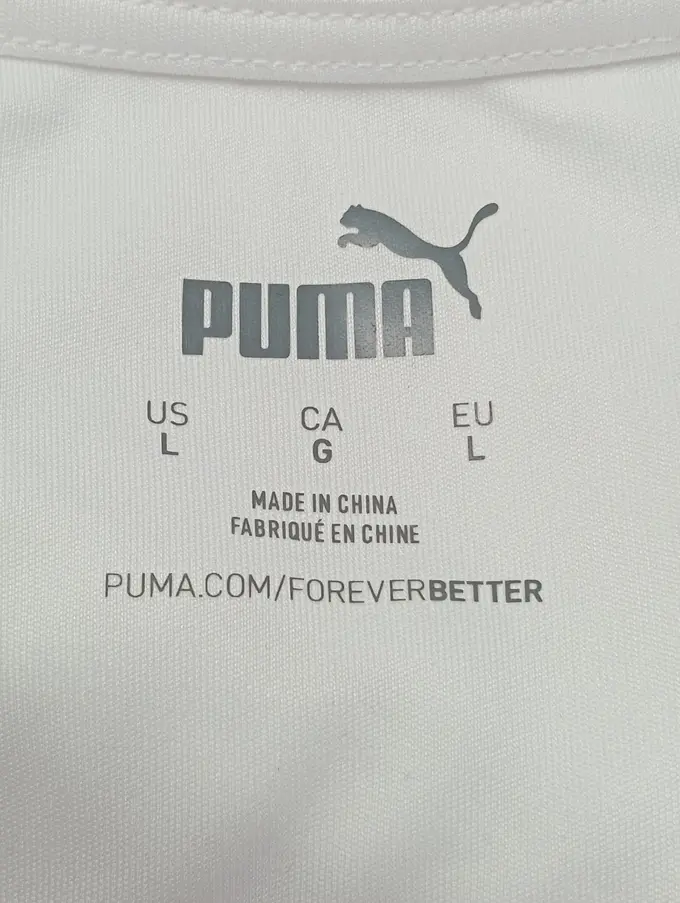 PUMA
US CA EU
L G L
MADE IN CHINA
FABRIQUÉ EN CHINE
PUMA.COM/FOREVERBETTER